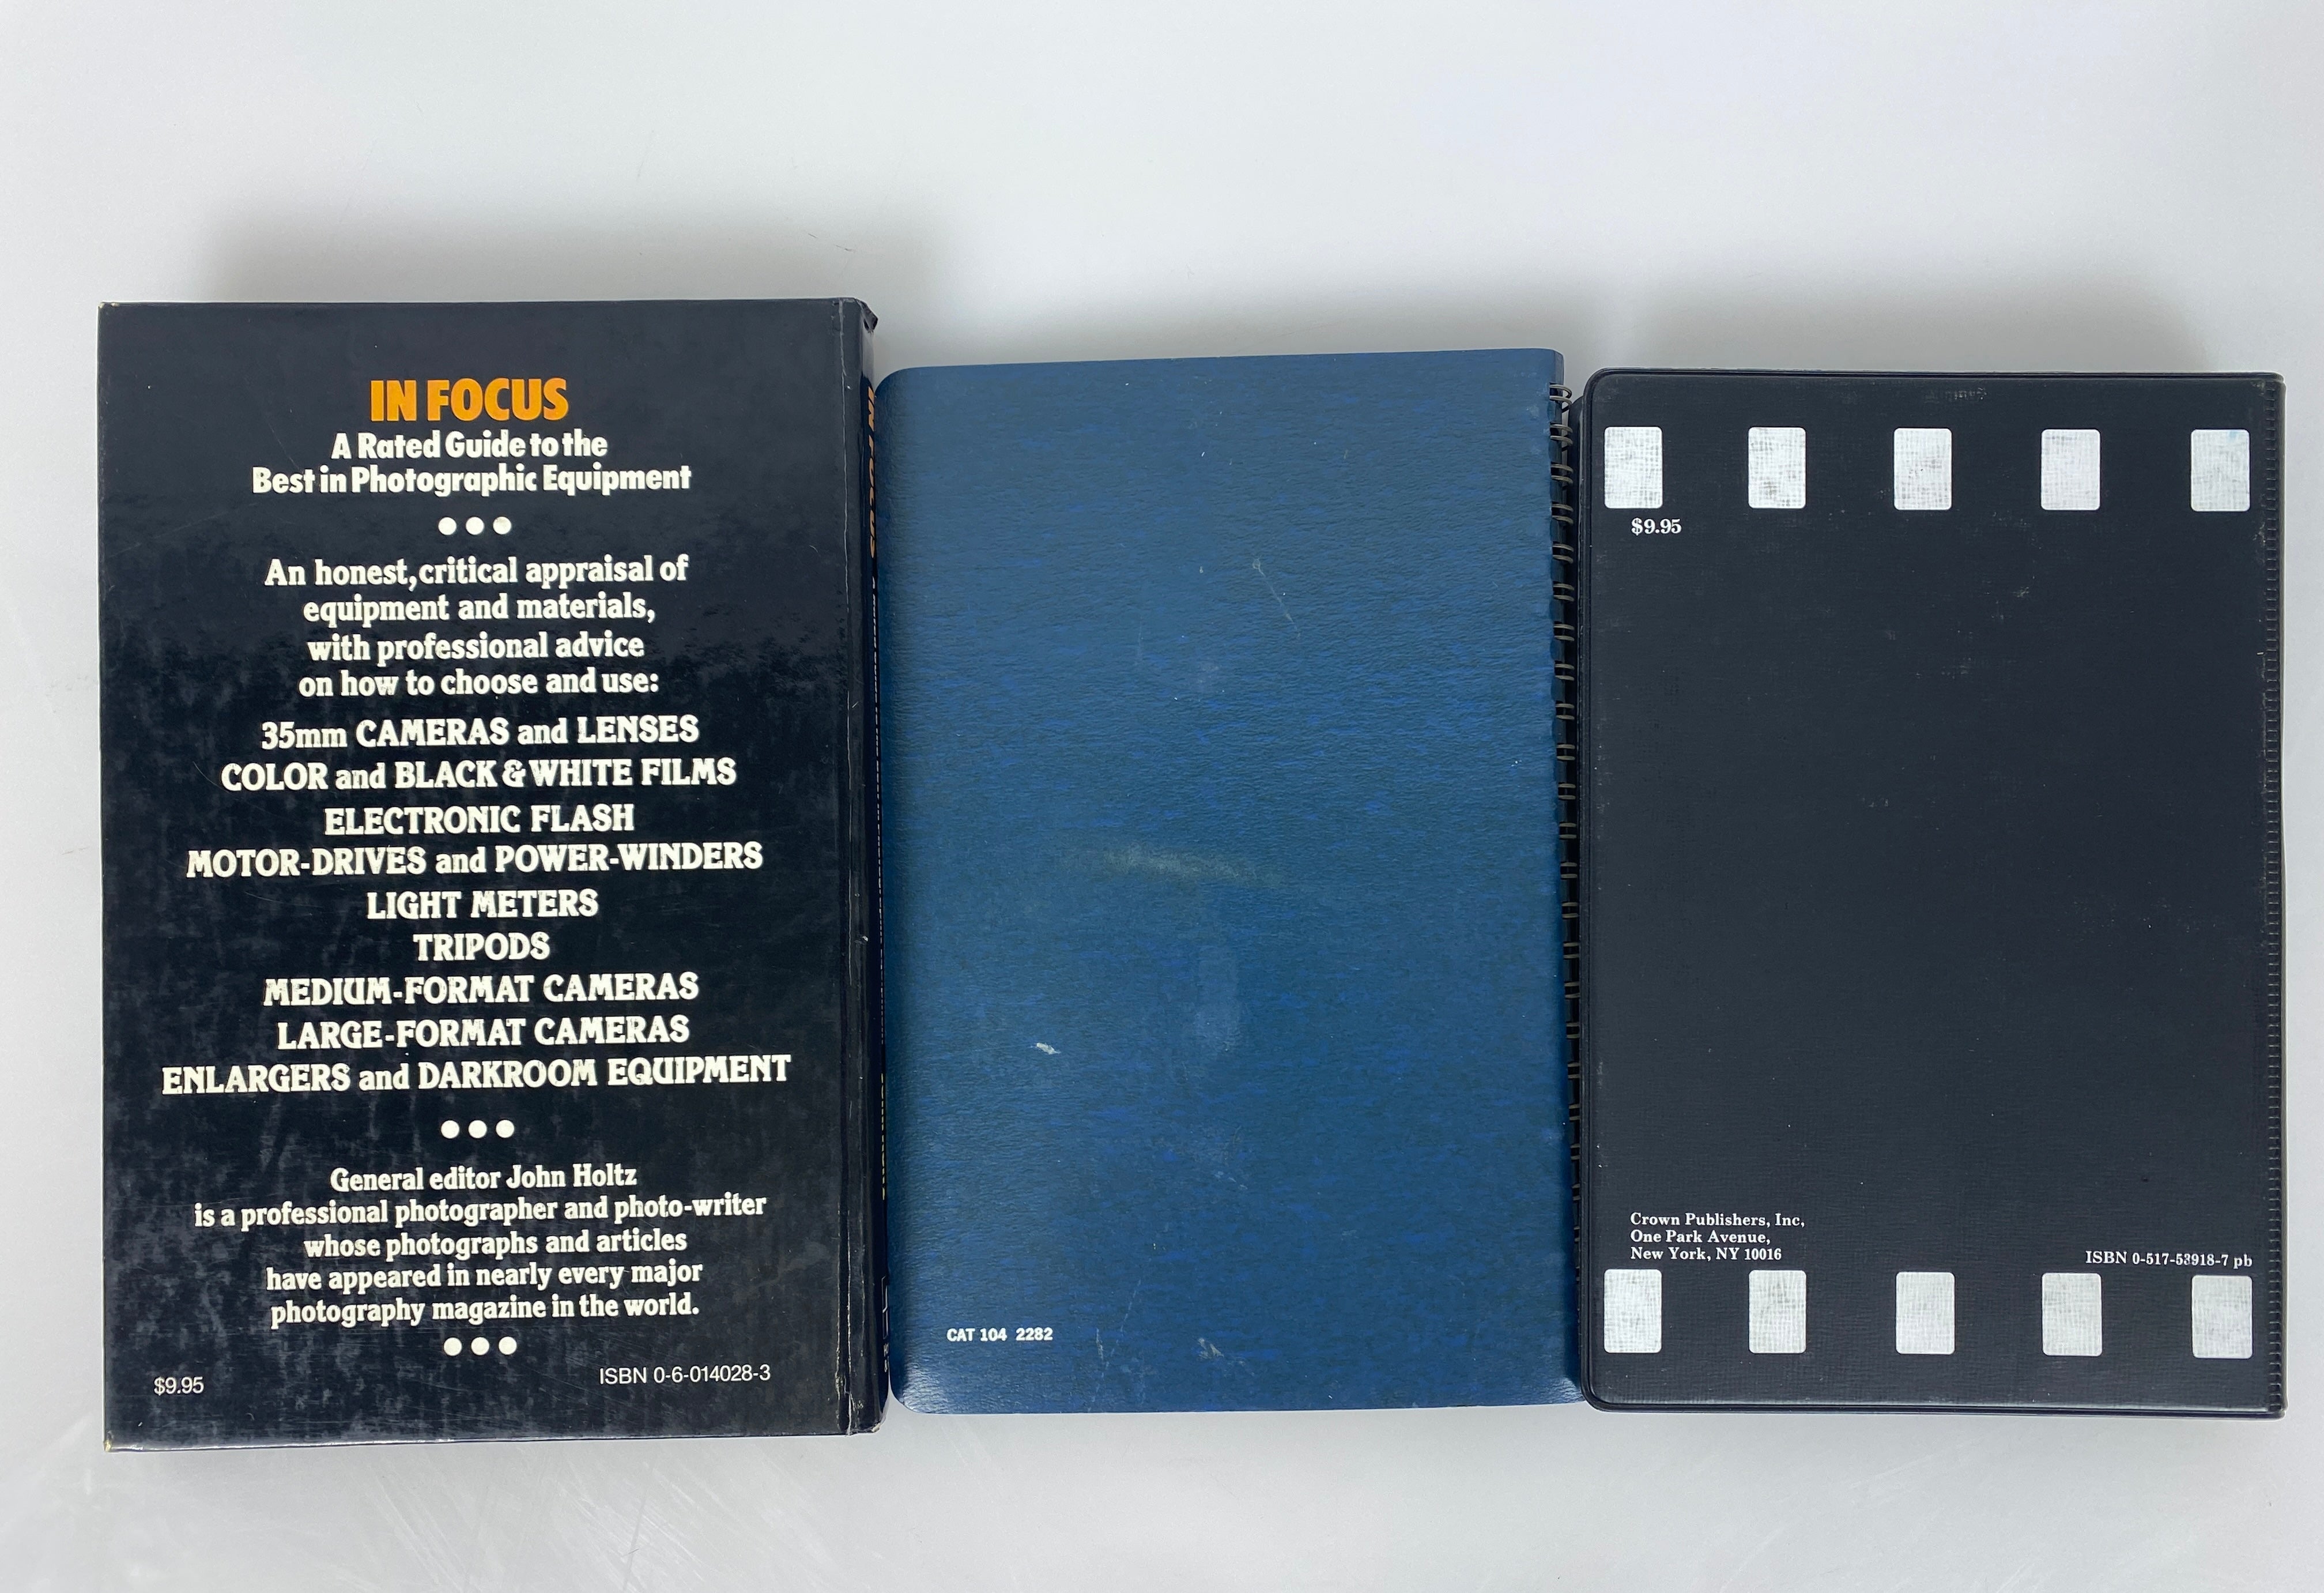 IN FOCUS
A Rated Guide to the
Best in Photographic Equipment
An honest, critical appraisal of
equipment and materials,
with professional advice
on how to choose and use:
35mm CAMERAS and LENSES
COLOR and BLACK & WHITE FILMS
ELECTRONIC FLASH
MOTOR-DRIVES and POWER-WINDERS
LIGHT METERS
TRIPODS
MEDIUM-FORMAT CAMERAS
LARGE-FORMAT CAMERAS
ENLARGERS and DARKROOM EQUIPMENT
General editor John Holtz
is a professional photographer and photo-writer
whose photographs and articles
have appeared in nearly every major
photography magazine in the world.
$9.95
ISBN 0-6-014028-3
CAT 104 2282
$9.95
Crown Publishers, Inc,
One Park Avenue,
New York, NY 10016
ISBN 0-517-53918-7 pb